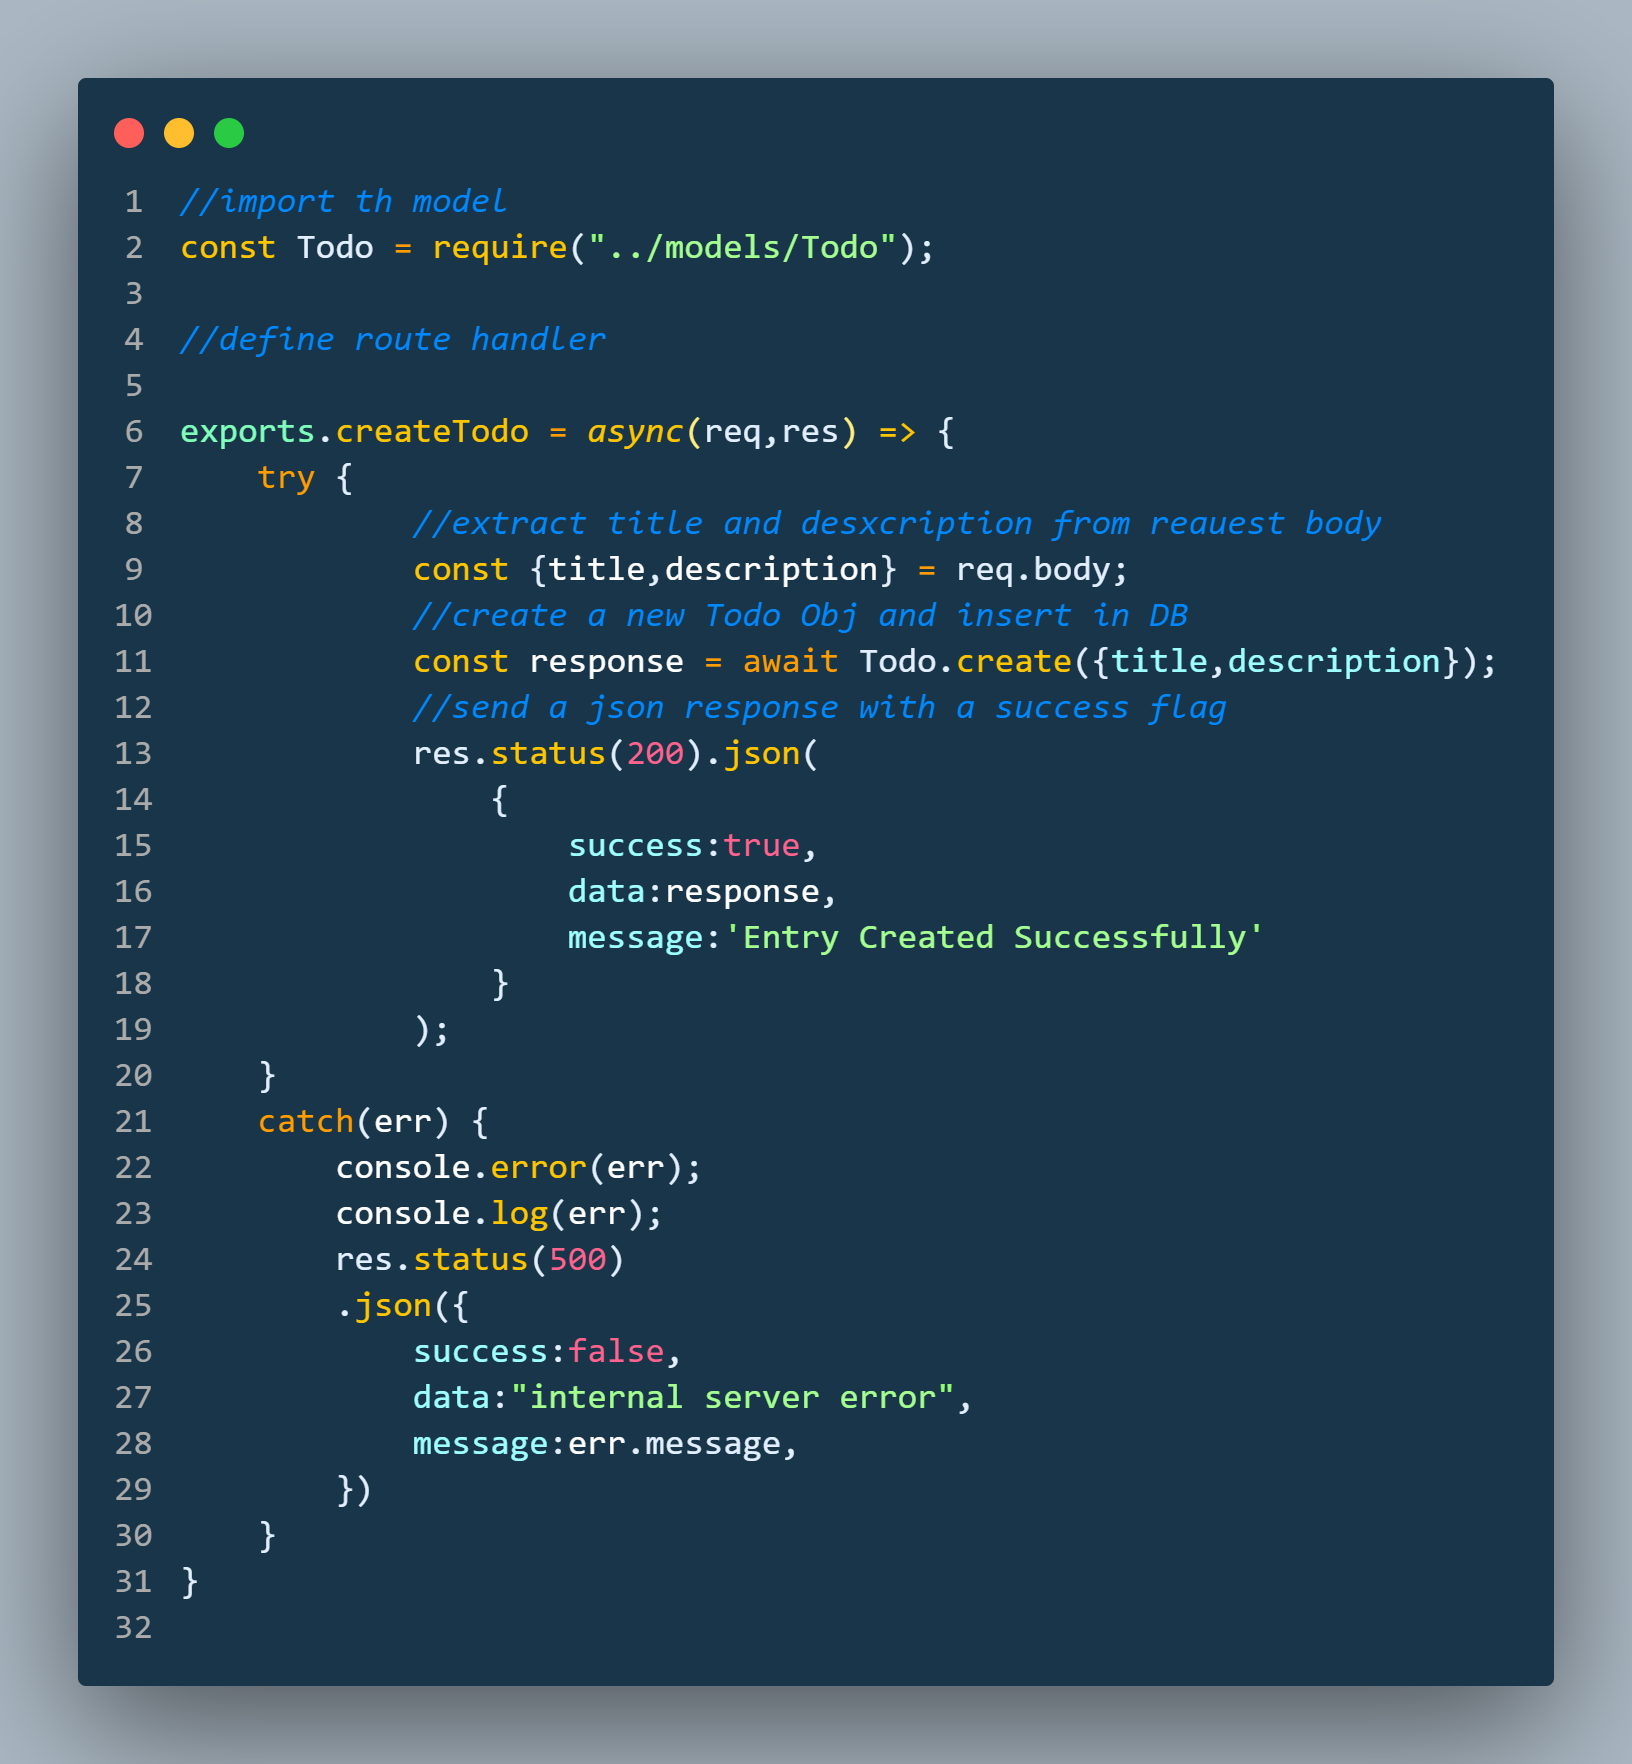 1 //import th model
2 const Todo = require("../models/Todo");
3
4 //define route handler
5
6 exports.createTodo = async(req,res) => {
7     try {
8             //extract title and desxcription from reauest body
9             const {title,description} = req.body;
10             //create a new Todo Obj and insert in DB
11             const response = await Todo.create({title,description});
12             //send a json response with a success flag
13             res.status(200).json(
14                 {
15                     success:true,
16                     data:response,
17                     message:'Entry Created Successfully'
18                 }
19             );
20     }
21     catch(err) {
22         console.error(err);
23         console.log(err);
24         res.status(500)
25         .json({
26             success:false,
27             data:"internal server error",
28             message:err.message,
29         })
30     }
31 }
32